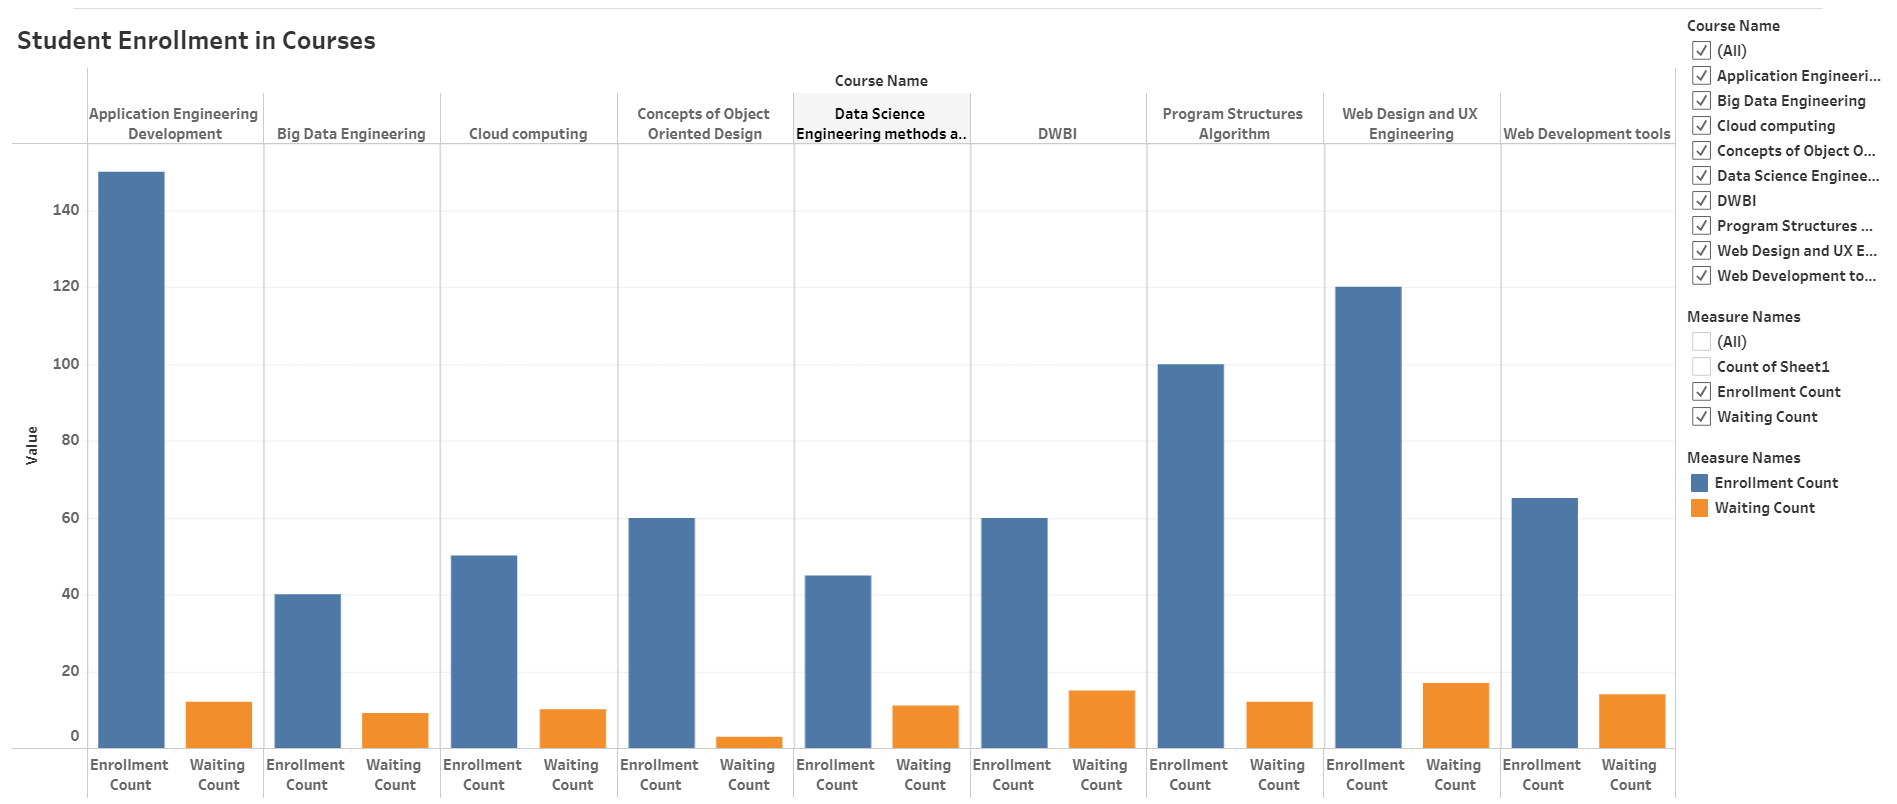 Student Enrollment in Courses
Course Name
Application Engineering
Development
Big Data Engineering
Cloud computing
Concepts of Object
Oriented Design
Data Science
Engineering methods a..
DWBI
Program Structures
Algorithm
Web Design and UX
Engineering
Web Development tools
Value
140
120
100
80
60
40
20
0
Enrollment
Count
Waiting
Count
Enrollment
Count
Waiting
Count
Enrollment
Count
Waiting
Count
Enrollment
Count
Waiting
Count
Enrollment
Count
Waiting
Count
Enrollment
Count
Waiting
Count
Enrollment
Count
Waiting
Count
Enrollment
Count
Waiting
Count
Enrollment
Count
Waiting
Count
Course Name
(All)
Application Engineeri...
Big Data Engineering
Cloud computing
Concepts of Object O...
Data Science Enginee...
DWBI
Program Structures ...
Web Design and UX E...
Web Development to...
Measure Names
(All)
Count of Sheet1
Enrollment Count
Waiting Count
Measure Names
Enrollment Count
Waiting Count